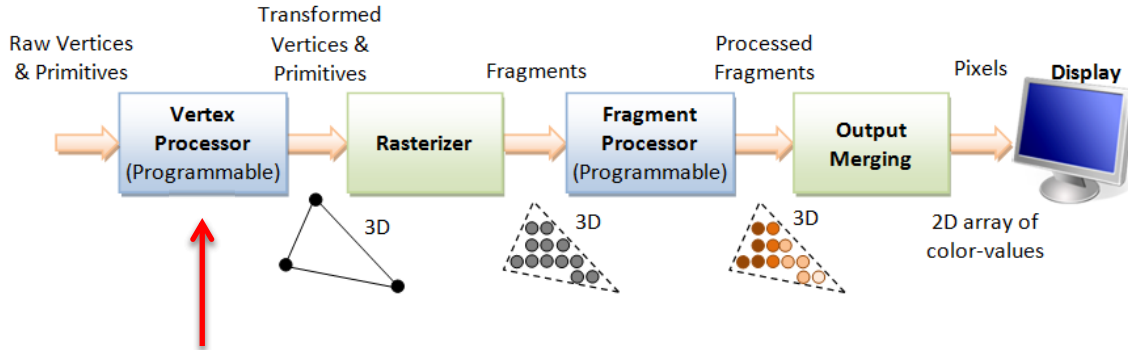 Raw Vertices
& Primitives
Transformed
Vertices &
Primitives
Fragments
Processed
Fragments
Pixels
Display
Vertex
Processor
(Programmable)
Rasterizer
Fragment
Processor
(Programmable)
Output
Merging
3D
3D
3D
2D array of
color-values